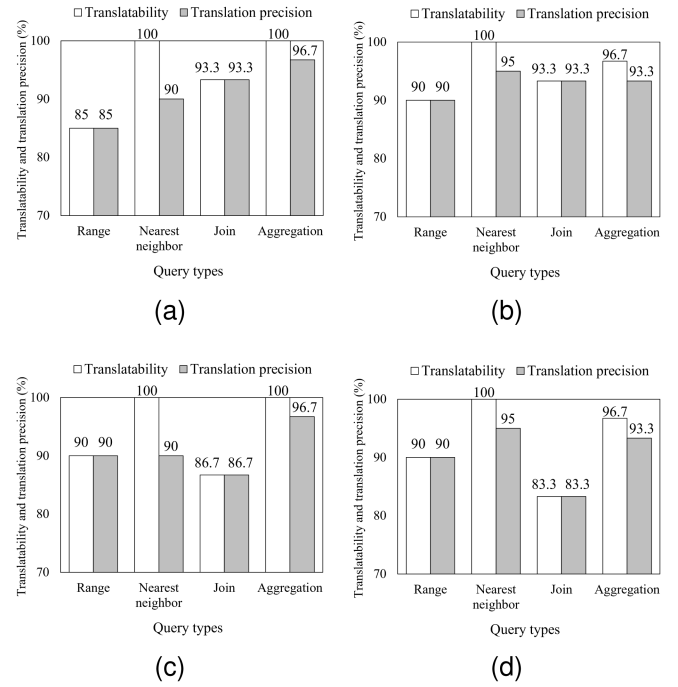 (a)
Translatability Translation precision
Translatability and translation precision (%)
100
90
80
70
85 85
100 90
93.3 93.3
100 96.7
Range Nearest neighbor Join Aggregation
Query types
(b)
Translatability Translation precision
Translatability and translation precision (%)
100
90
80
70
90 90
100 95
93.3 93.3
96.7 93.3
Range Nearest neighbor Join Aggregation
Query types
(c)
Translatability Translation precision
Translatability and translation precision (%)
100
90
80
70
90 90
100 90
86.7 86.7
100 96.7
Range Nearest neighbor Join Aggregation
Query types
(d)
Translatability Translation precision
Translatability and translation precision (%)
100
90
80
70
90 90
100 95
83.3 83.3
96.7 93.3
Range Nearest neighbor Join Aggregation
Query types